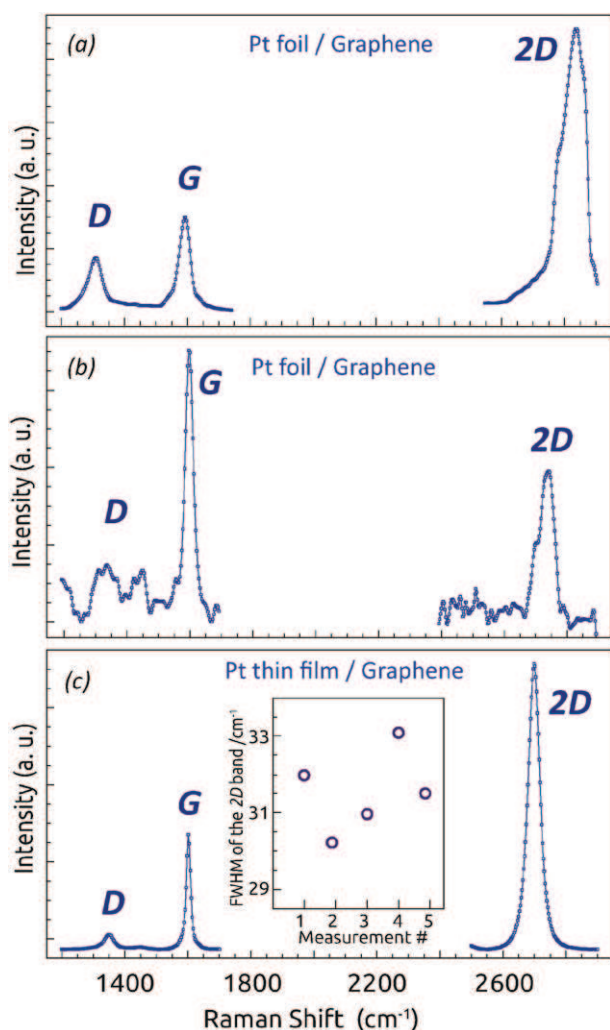 (a)
Pt foil / Graphene
2D
G
D
Intensity (a. u.)
(b)
Pt foil / Graphene
G
2D
D
Intensity (a. u.)
(c)
Pt thin film / Graphene
2D
G
D
Intensity (a. u.)
FWHM of the 2D band /cm⁻¹
33
31
29
1 2 3 4 5
Measurement #
1400 1800 2200 2600
Raman Shift (cm⁻¹)